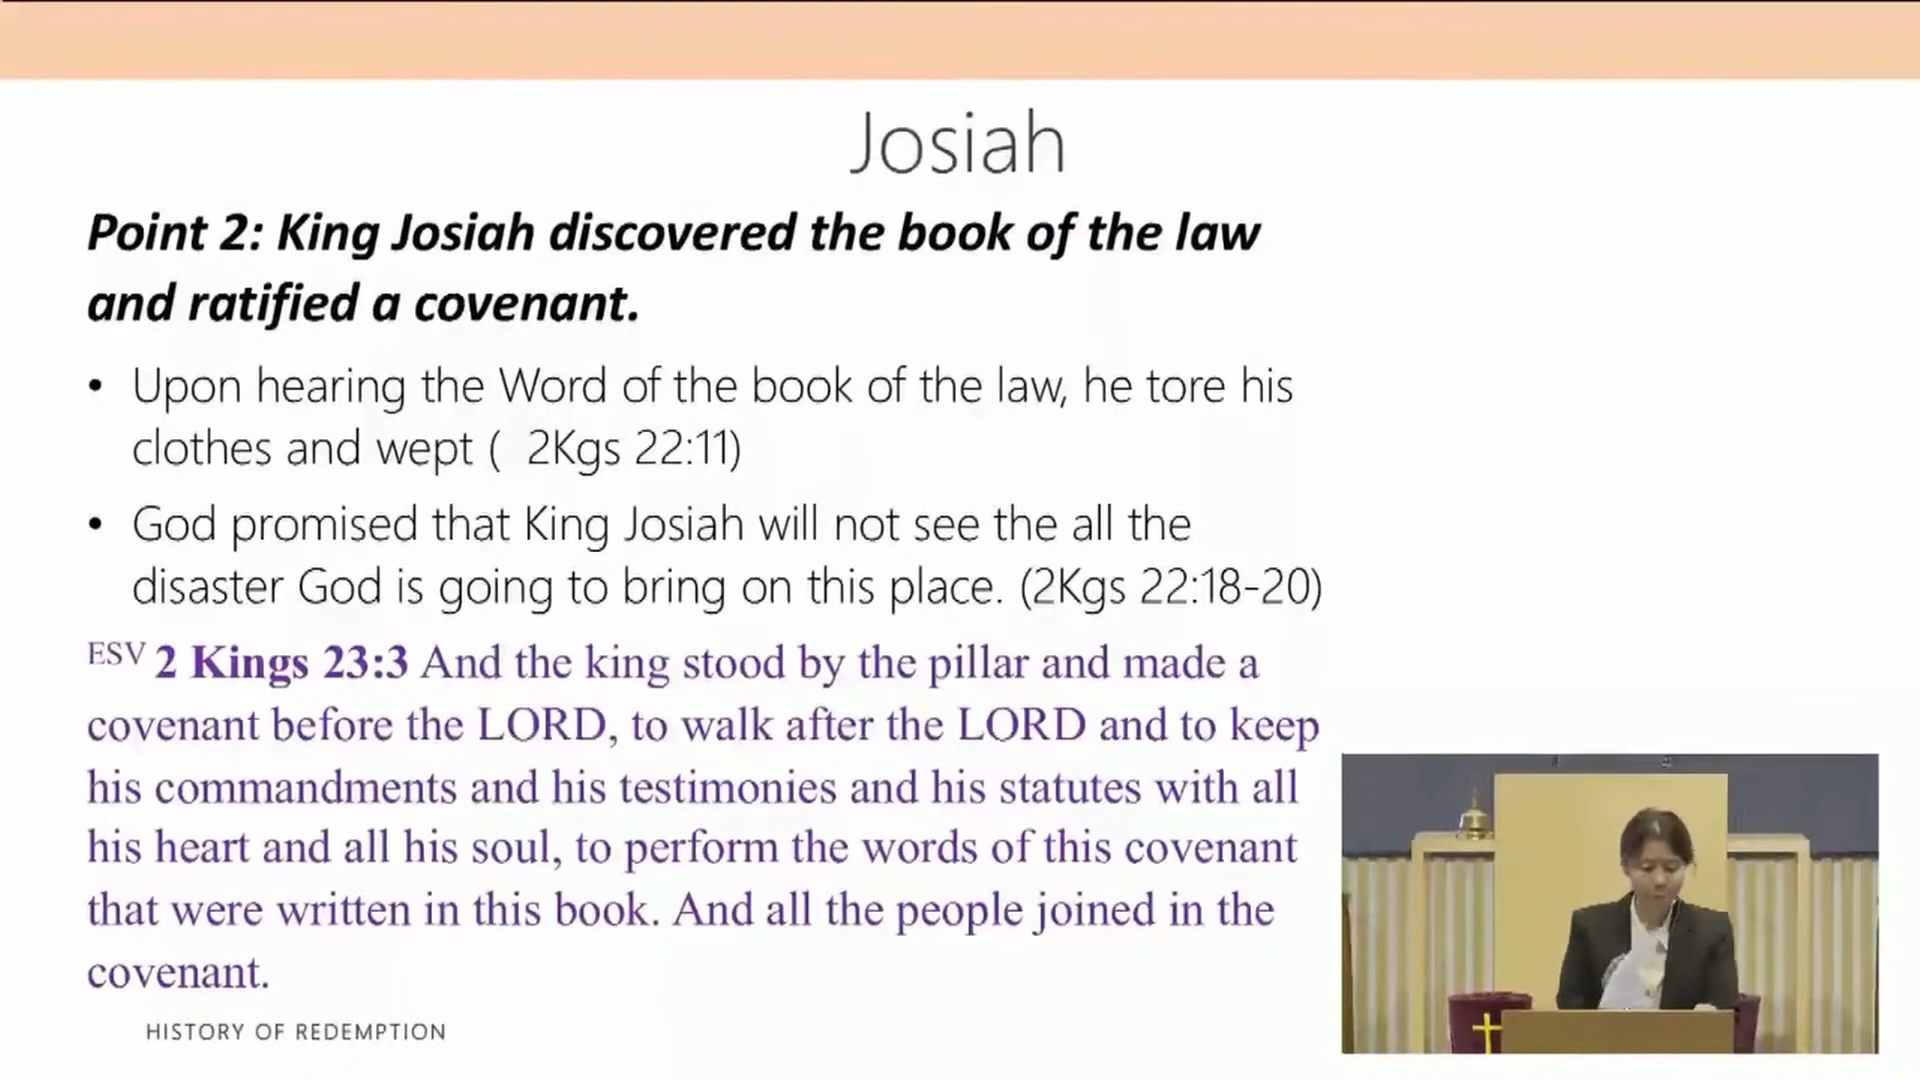 Josiah
Point 2: King Josiah discovered the book of the law
and ratified a covenant.
• Upon hearing the Word of the book of the law, he tore his
clothes and wept (  2Kgs 22:11)
• God promised that King Josiah will not see the all the
disaster God is going to bring on this place. (2Kgs 22:18-20)
ESV 2 Kings 23:3 And the king stood by the pillar and made a
covenant before the LORD, to walk after the LORD and to keep
his commandments and his testimonies and his statutes with all
his heart and all his soul, to perform the words of this covenant
that were written in this book. And all the people joined in the
covenant.
HISTORY OF REDEMPTION